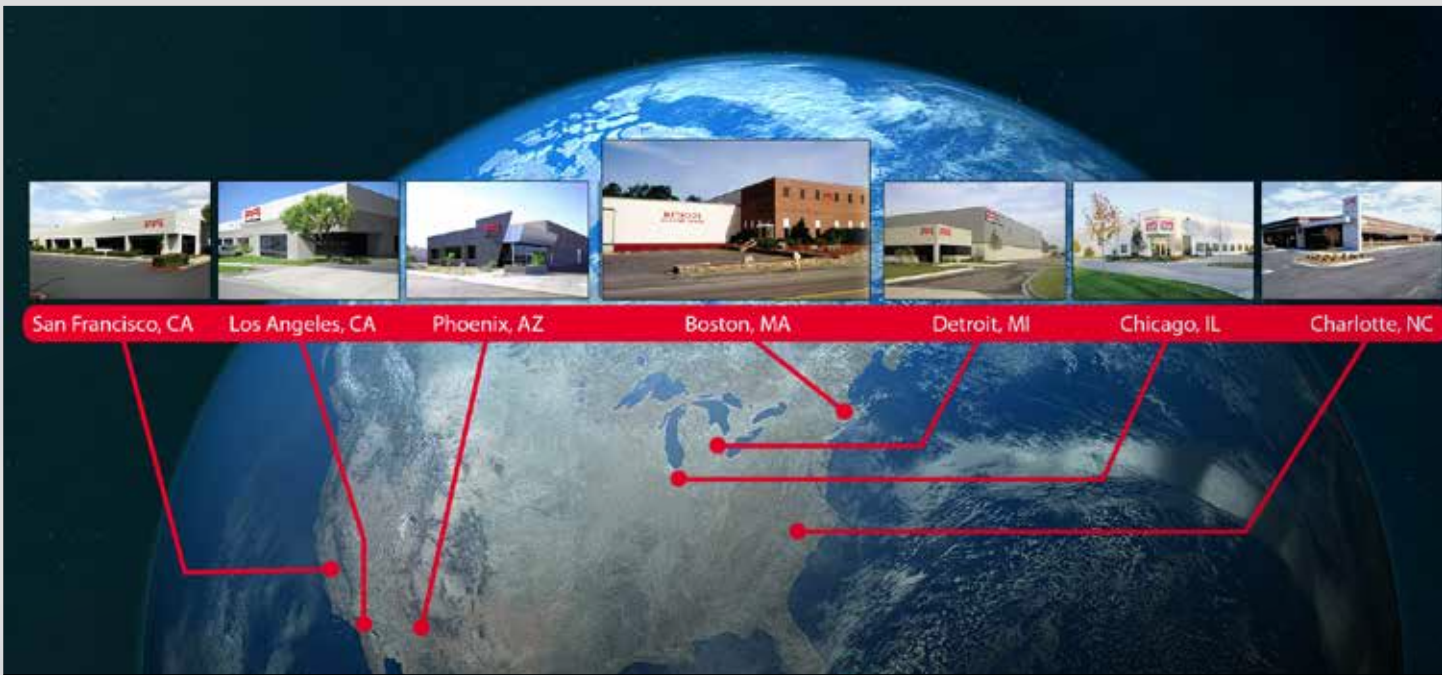 San Francisco, CA
Los Angeles, CA
Phoenix, AZ
Boston, MA
Detroit, MI
Chicago, IL
Charlotte, NC